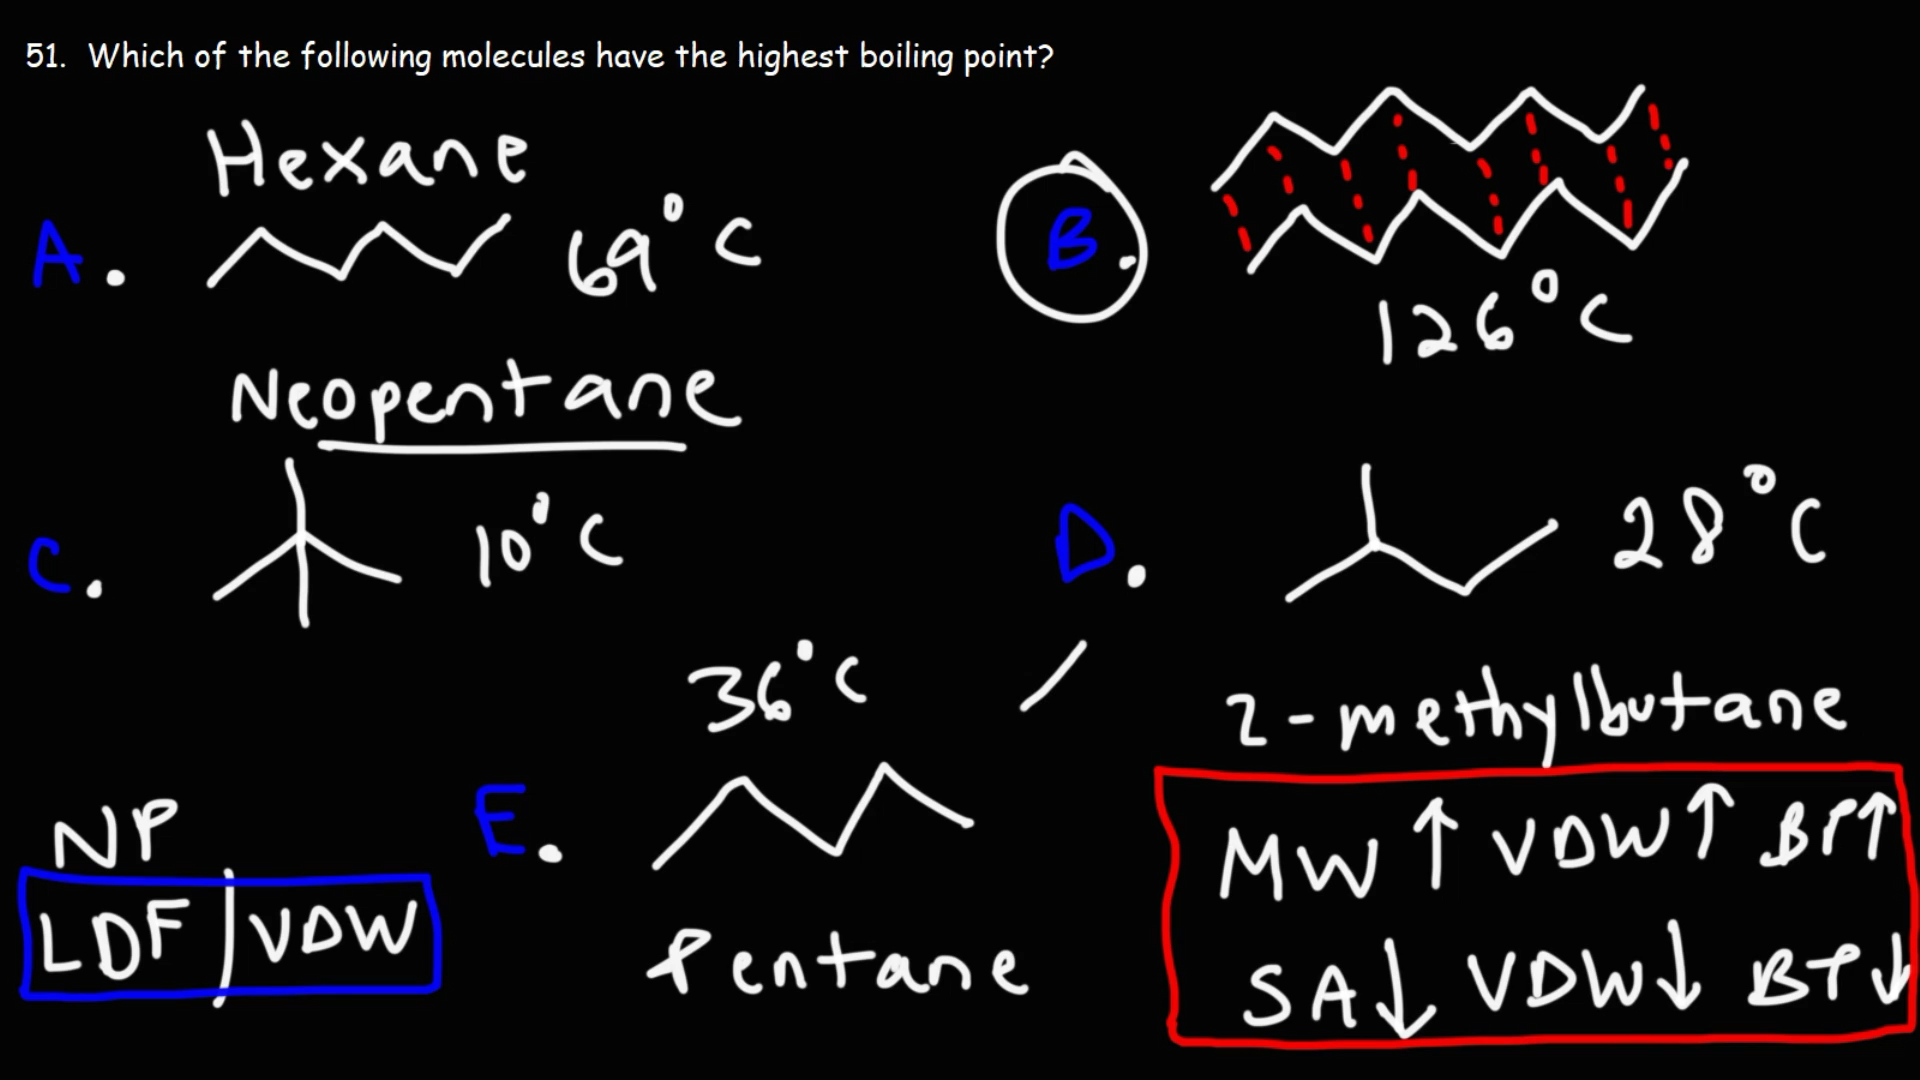 51. Which of the following molecules have the highest boiling point?
Hexane
A. 69°C
B.
126°C
Neopentane
C. 10°C
D. 28°C
2-methylbutane
36°C
E.
Pentane
NP
LDF/VDW
MW↑ VDW↑ BP↑
SA↓ VDW↓ BP↓